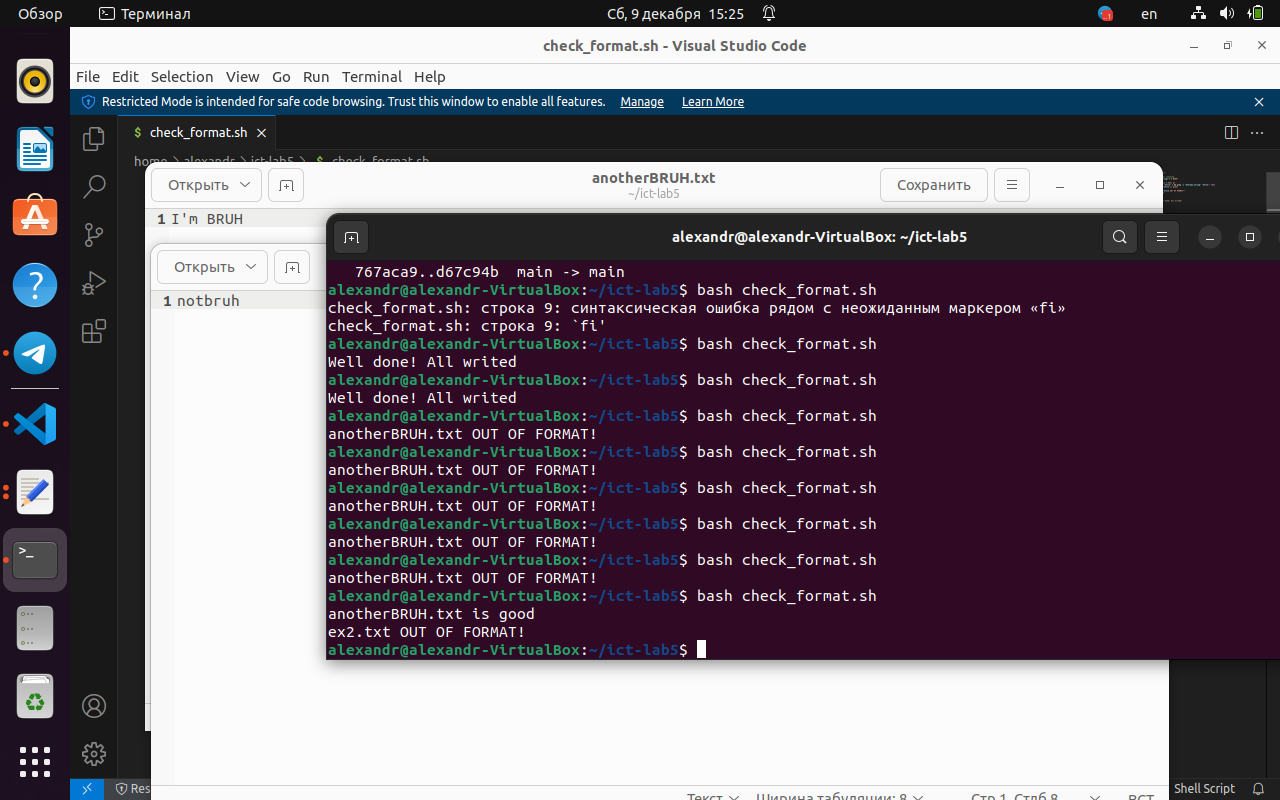 Обзор
Терминал
Сб, 9 декабря 15:25
en
check_format.sh - Visual Studio Code
File Edit Selection View Go Run Terminal Help
Restricted Mode is intended for safe code browsing. Trust this window to enable all features. Manage Learn More
$ check_format.sh
home > alexandr > ict-lab5 > $ check_format.sh
Открыть
anotherBRUH.txt
~/ict-lab5
Сохранить
1 I'm BRUH
Открыть
1 notbruh
alexandr@alexandr-VirtualBox: ~/ict-lab5
767aca9..d67c94b main -> main
alexandr@alexandr-VirtualBox:~/ict-lab5$ bash check_format.sh
check_format.sh: строка 9: синтаксическая ошибка рядом с неожиданным маркером «fi»
check_format.sh: строка 9: `fi'
alexandr@alexandr-VirtualBox:~/ict-lab5$ bash check_format.sh
Well done! All writed
alexandr@alexandr-VirtualBox:~/ict-lab5$ bash check_format.sh
Well done! All writed
alexandr@alexandr-VirtualBox:~/ict-lab5$ bash check_format.sh
anotherBRUH.txt OUT OF FORMAT!
alexandr@alexandr-VirtualBox:~/ict-lab5$ bash check_format.sh
anotherBRUH.txt OUT OF FORMAT!
alexandr@alexandr-VirtualBox:~/ict-lab5$ bash check_format.sh
anotherBRUH.txt OUT OF FORMAT!
alexandr@alexandr-VirtualBox:~/ict-lab5$ bash check_format.sh
anotherBRUH.txt OUT OF FORMAT!
alexandr@alexandr-VirtualBox:~/ict-lab5$ bash check_format.sh
anotherBRUH.txt OUT OF FORMAT!
alexandr@alexandr-VirtualBox:~/ict-lab5$ bash check_format.sh
anotherBRUH.txt is good
ex2.txt OUT OF FORMAT!
alexandr@alexandr-VirtualBox:~/ict-lab5$
Res
Shell Script
Текст Ширина табуляции: 8 Стр 1, Стлб 8 ВСТ